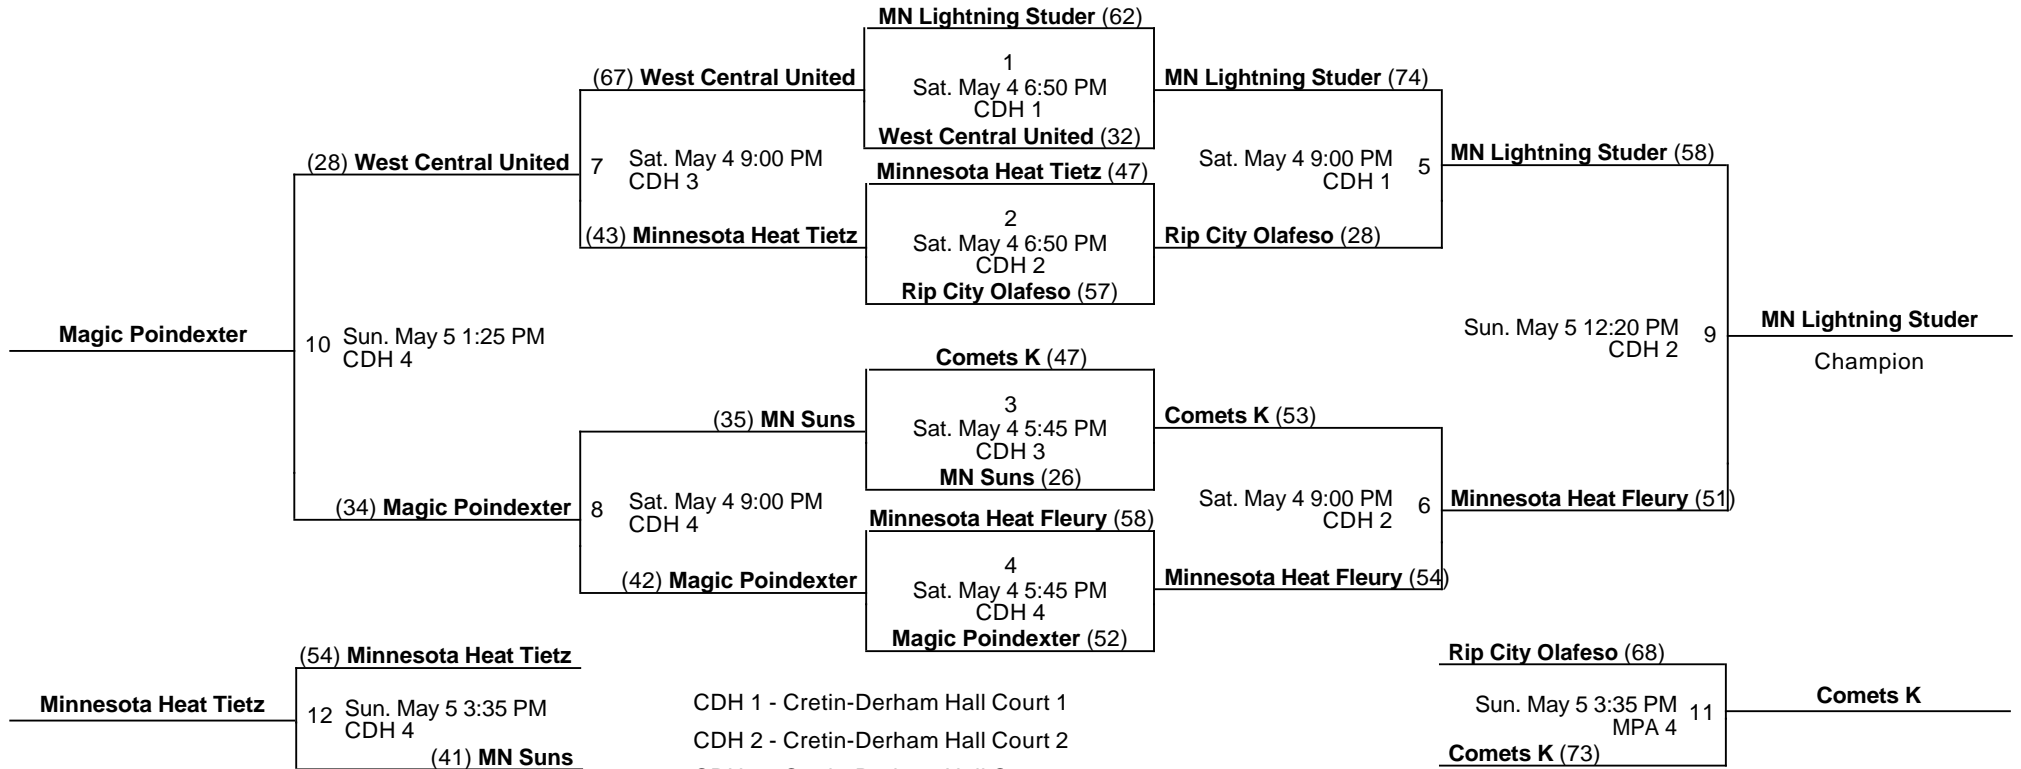 MN Lightning Studer (62)
1
Sat. May 4 6:50 PM
CDH 1
West Central United (32)
(67) West Central United
MN Lightning Studer (74)
(28) West Central United
7 Sat. May 4 9:00 PM
CDH 3
Sat. May 4 9:00 PM 5
CDH 1
MN Lightning Studer (58)
Minnesota Heat Tietz (47)
2
Sat. May 4 6:50 PM
CDH 2
Rip City Olafeso (57)
(43) Minnesota Heat Tietz
Rip City Olafeso (28)
Magic Poindexter
10 Sun. May 5 1:25 PM
CDH 4
Sun. May 5 12:20 PM 9
CDH 2
MN Lightning Studer
Champion
Comets K (47)
3
Sat. May 4 5:45 PM
CDH 3
MN Suns (26)
(35) MN Suns
Comets K (53)
(34) Magic Poindexter
8 Sat. May 4 9:00 PM
CDH 4
Sat. May 4 9:00 PM 6
CDH 2
Minnesota Heat Fleury (51)
Minnesota Heat Fleury (58)
4
Sat. May 4 5:45 PM
CDH 4
Magic Poindexter (52)
(42) Magic Poindexter
Minnesota Heat Fleury (54)
(54) Minnesota Heat Tietz
Minnesota Heat Tietz
12 Sun. May 5 3:35 PM
CDH 4
(41) MN Suns
CDH 1 - Cretin-Derham Hall Court 1
CDH 2 - Cretin-Derham Hall Court 2
Rip City Olafeso (68)
Sun. May 5 3:35 PM 11
MPA 4
Comets K
Comets K (73)